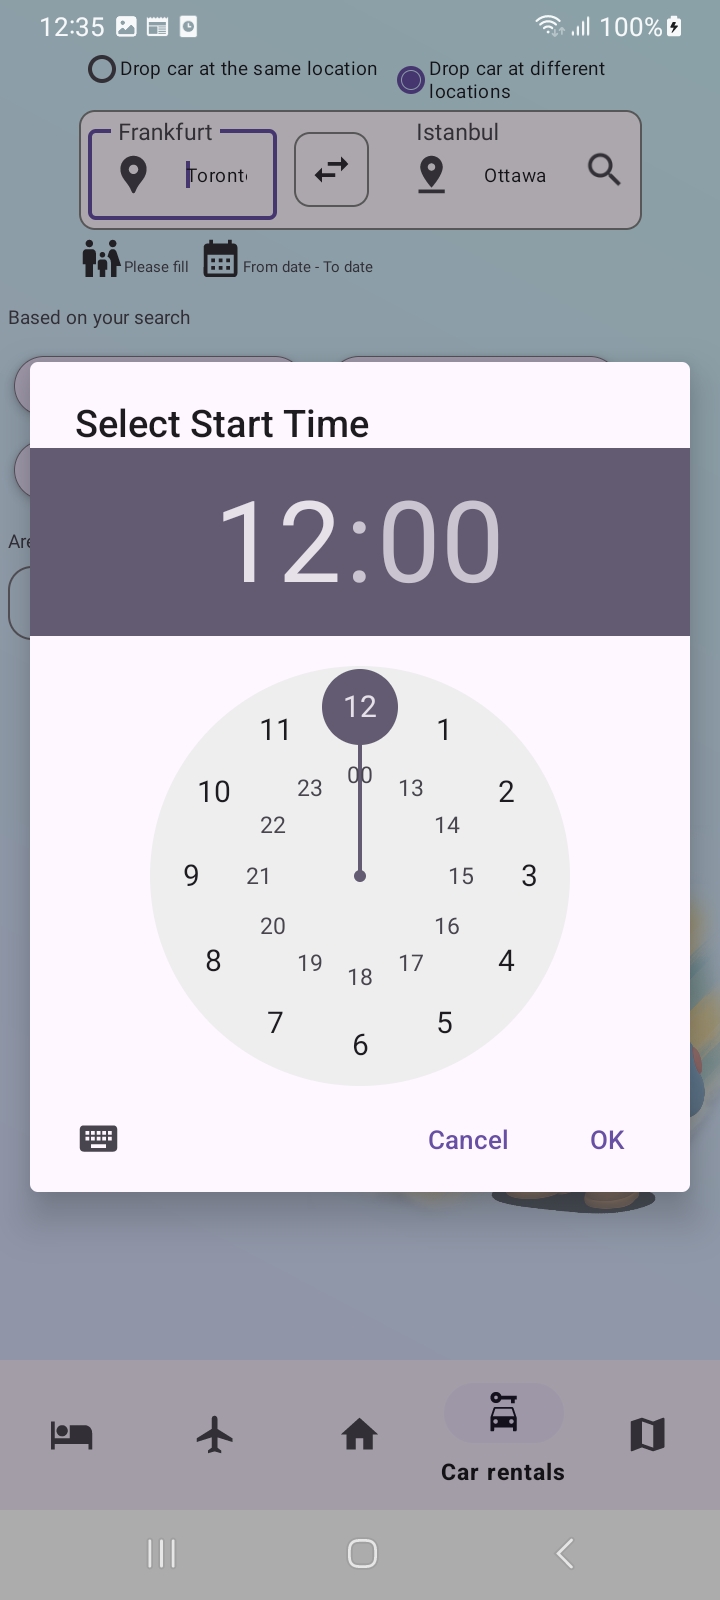 12:35 100%
Drop car at the same location
Drop car at different
locations
Frankfurt
Istanbul
Ottawa
Please fill
From date - To date
Based on your search
Select Start Time
12:00
12
11
1
00
23
13
10
2
22
14
9
21
15
3
20
16
8
19
17
4
18
7
5
6
Cancel
OK
Car rentals